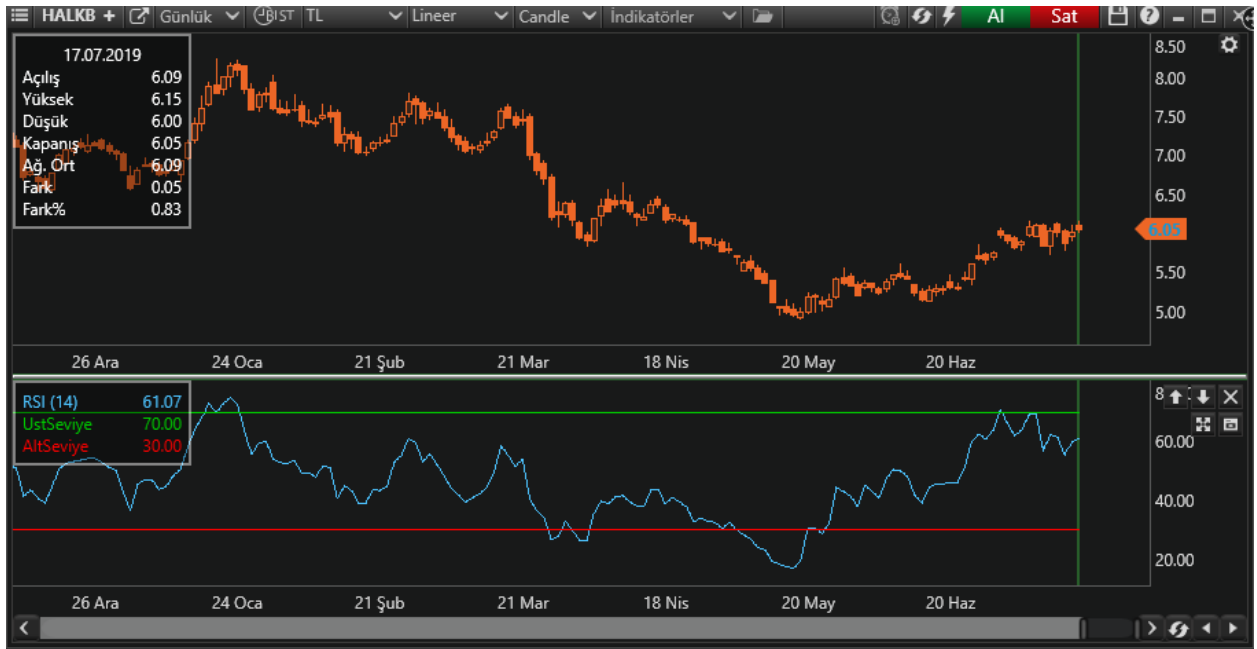 HALKB + Günlük BIST TL Lineer Candle İndikatörler Al Sat
17.07.2019
Açılış 6.09
Yüksek 6.15
Düşük 6.00
Kapanış 6.05
Ağ. Ort 6.09
Fark 0.05
Fark% 0.83
8.50
8.00
7.50
7.00
6.50
6.05
5.50
5.00
26 Ara 24 Oca 21 Şub 21 Mar 18 Nis 20 May 20 Haz
RSI (14) 61.07
UstSeviye 70.00
AltSeviye 30.00
60.00
40.00
20.00
26 Ara 24 Oca 21 Şub 21 Mar 18 Nis 20 May 20 Haz